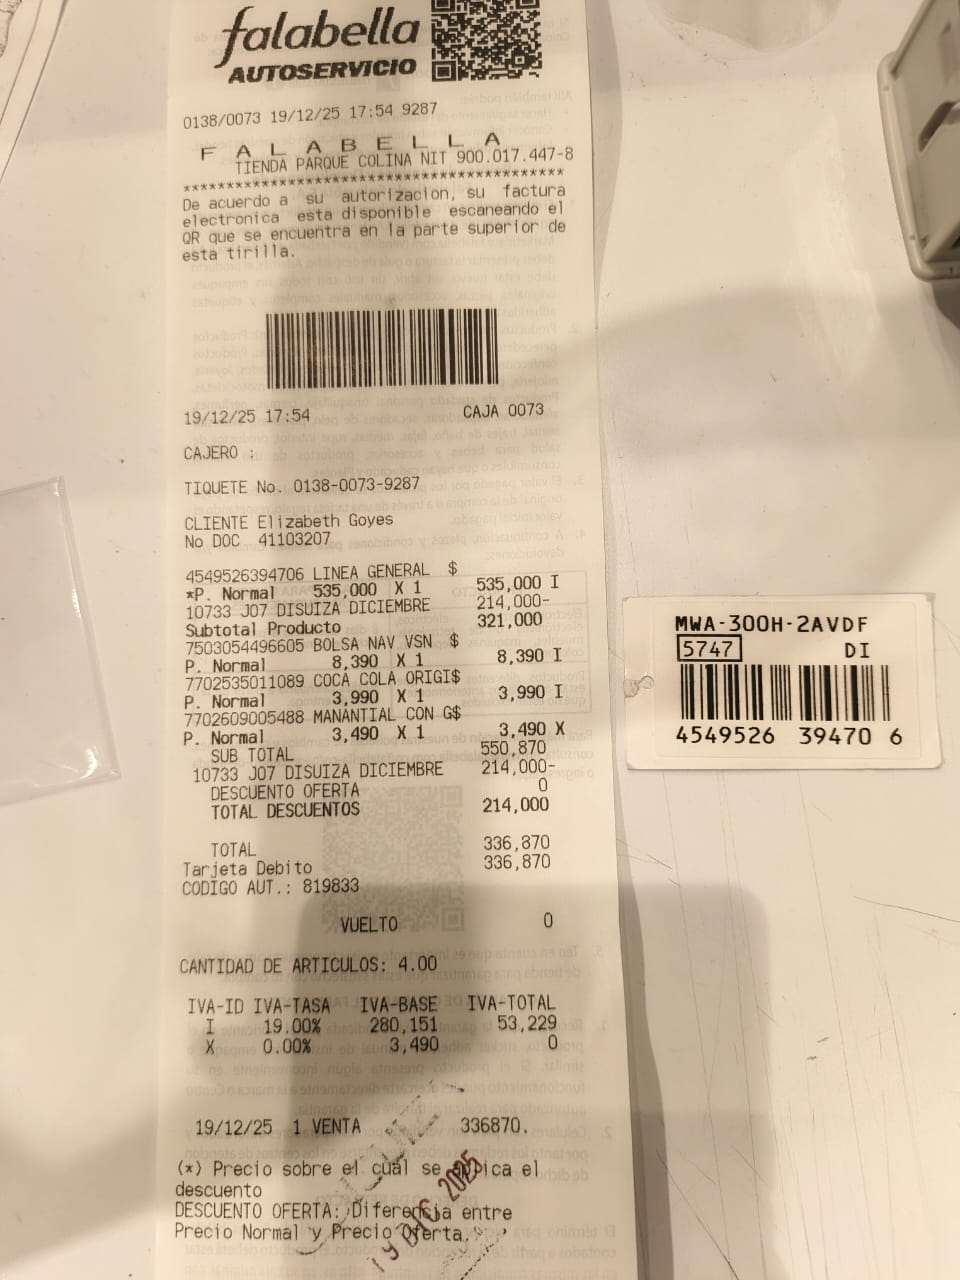 falabella
AUTOSERVICIO
0138/0073 19/12/25 17:54 9287
F A L A B E L L A
TIENDA PARQUE COLINA NIT 900.017.447-8
******************************************
De acuerdo a su autorizacion, su factura
electronica esta disponible escaneando el
QR que se encuentra en la parte superior de
esta tirilla.
19/12/25 17:54 CAJA 0073
CAJERO :
TIQUETE No. 0138-0073-9287
CLIENTE Elizabeth Goyes
No DOC 41103207
4549526394706 LINEA GENERAL $
*P. Normal 535,000 X 1 535,000 I
10733 J07 DISUIZA DICIEMBRE 214,000-
Subtotal Producto 321,000
7503054496605 BOLSA NAV VSN $
P. Normal 8,390 X 1 8,390 I
7702535011089 COCA COLA ORIGI$
P. Normal 3,990 X 1 3,990 I
7702609005488 MANANTIAL CON G$
P. Normal 3,490 X 1 3,490 X
SUB TOTAL 550,870
10733 J07 DISUIZA DICIEMBRE 214,000-
DESCUENTO OFERTA 0
TOTAL DESCUENTOS 214,000
TOTAL 336,870
Tarjeta Debito 336,870
CODIGO AUT.: 819833
VUELTO 0
CANTIDAD DE ARTICULOS: 4.00
IVA-ID IVA-TASA IVA-BASE IVA-TOTAL
I 19.00% 280,151 53,229
X 0.00% 3,490 0
19/12/25 1 VENTA 336870.
(*) Precio sobre el cual se aplica el
descuento
DESCUENTO OFERTA: Diferencia entre
Precio Normal y Precio Oferta.
19 DIC 2025
MWA-300H-2AVDF
5747 DI
4549526 39470 6